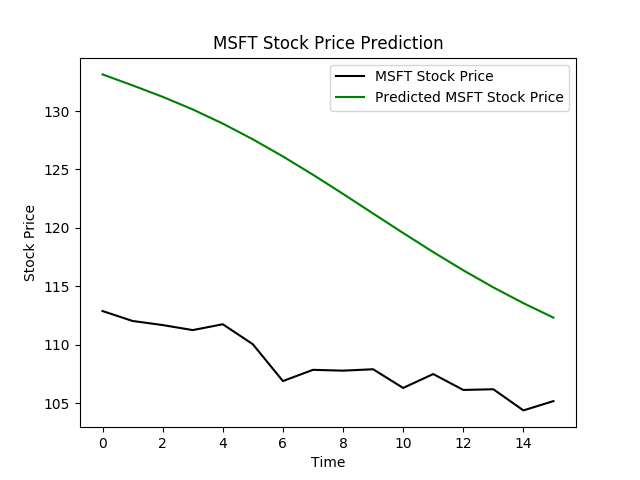 MSFT Stock Price Prediction
MSFT Stock Price
Predicted MSFT Stock Price
Stock Price
130
125
120
115
110
105
0 2 4 6 8 10 12 14
Time